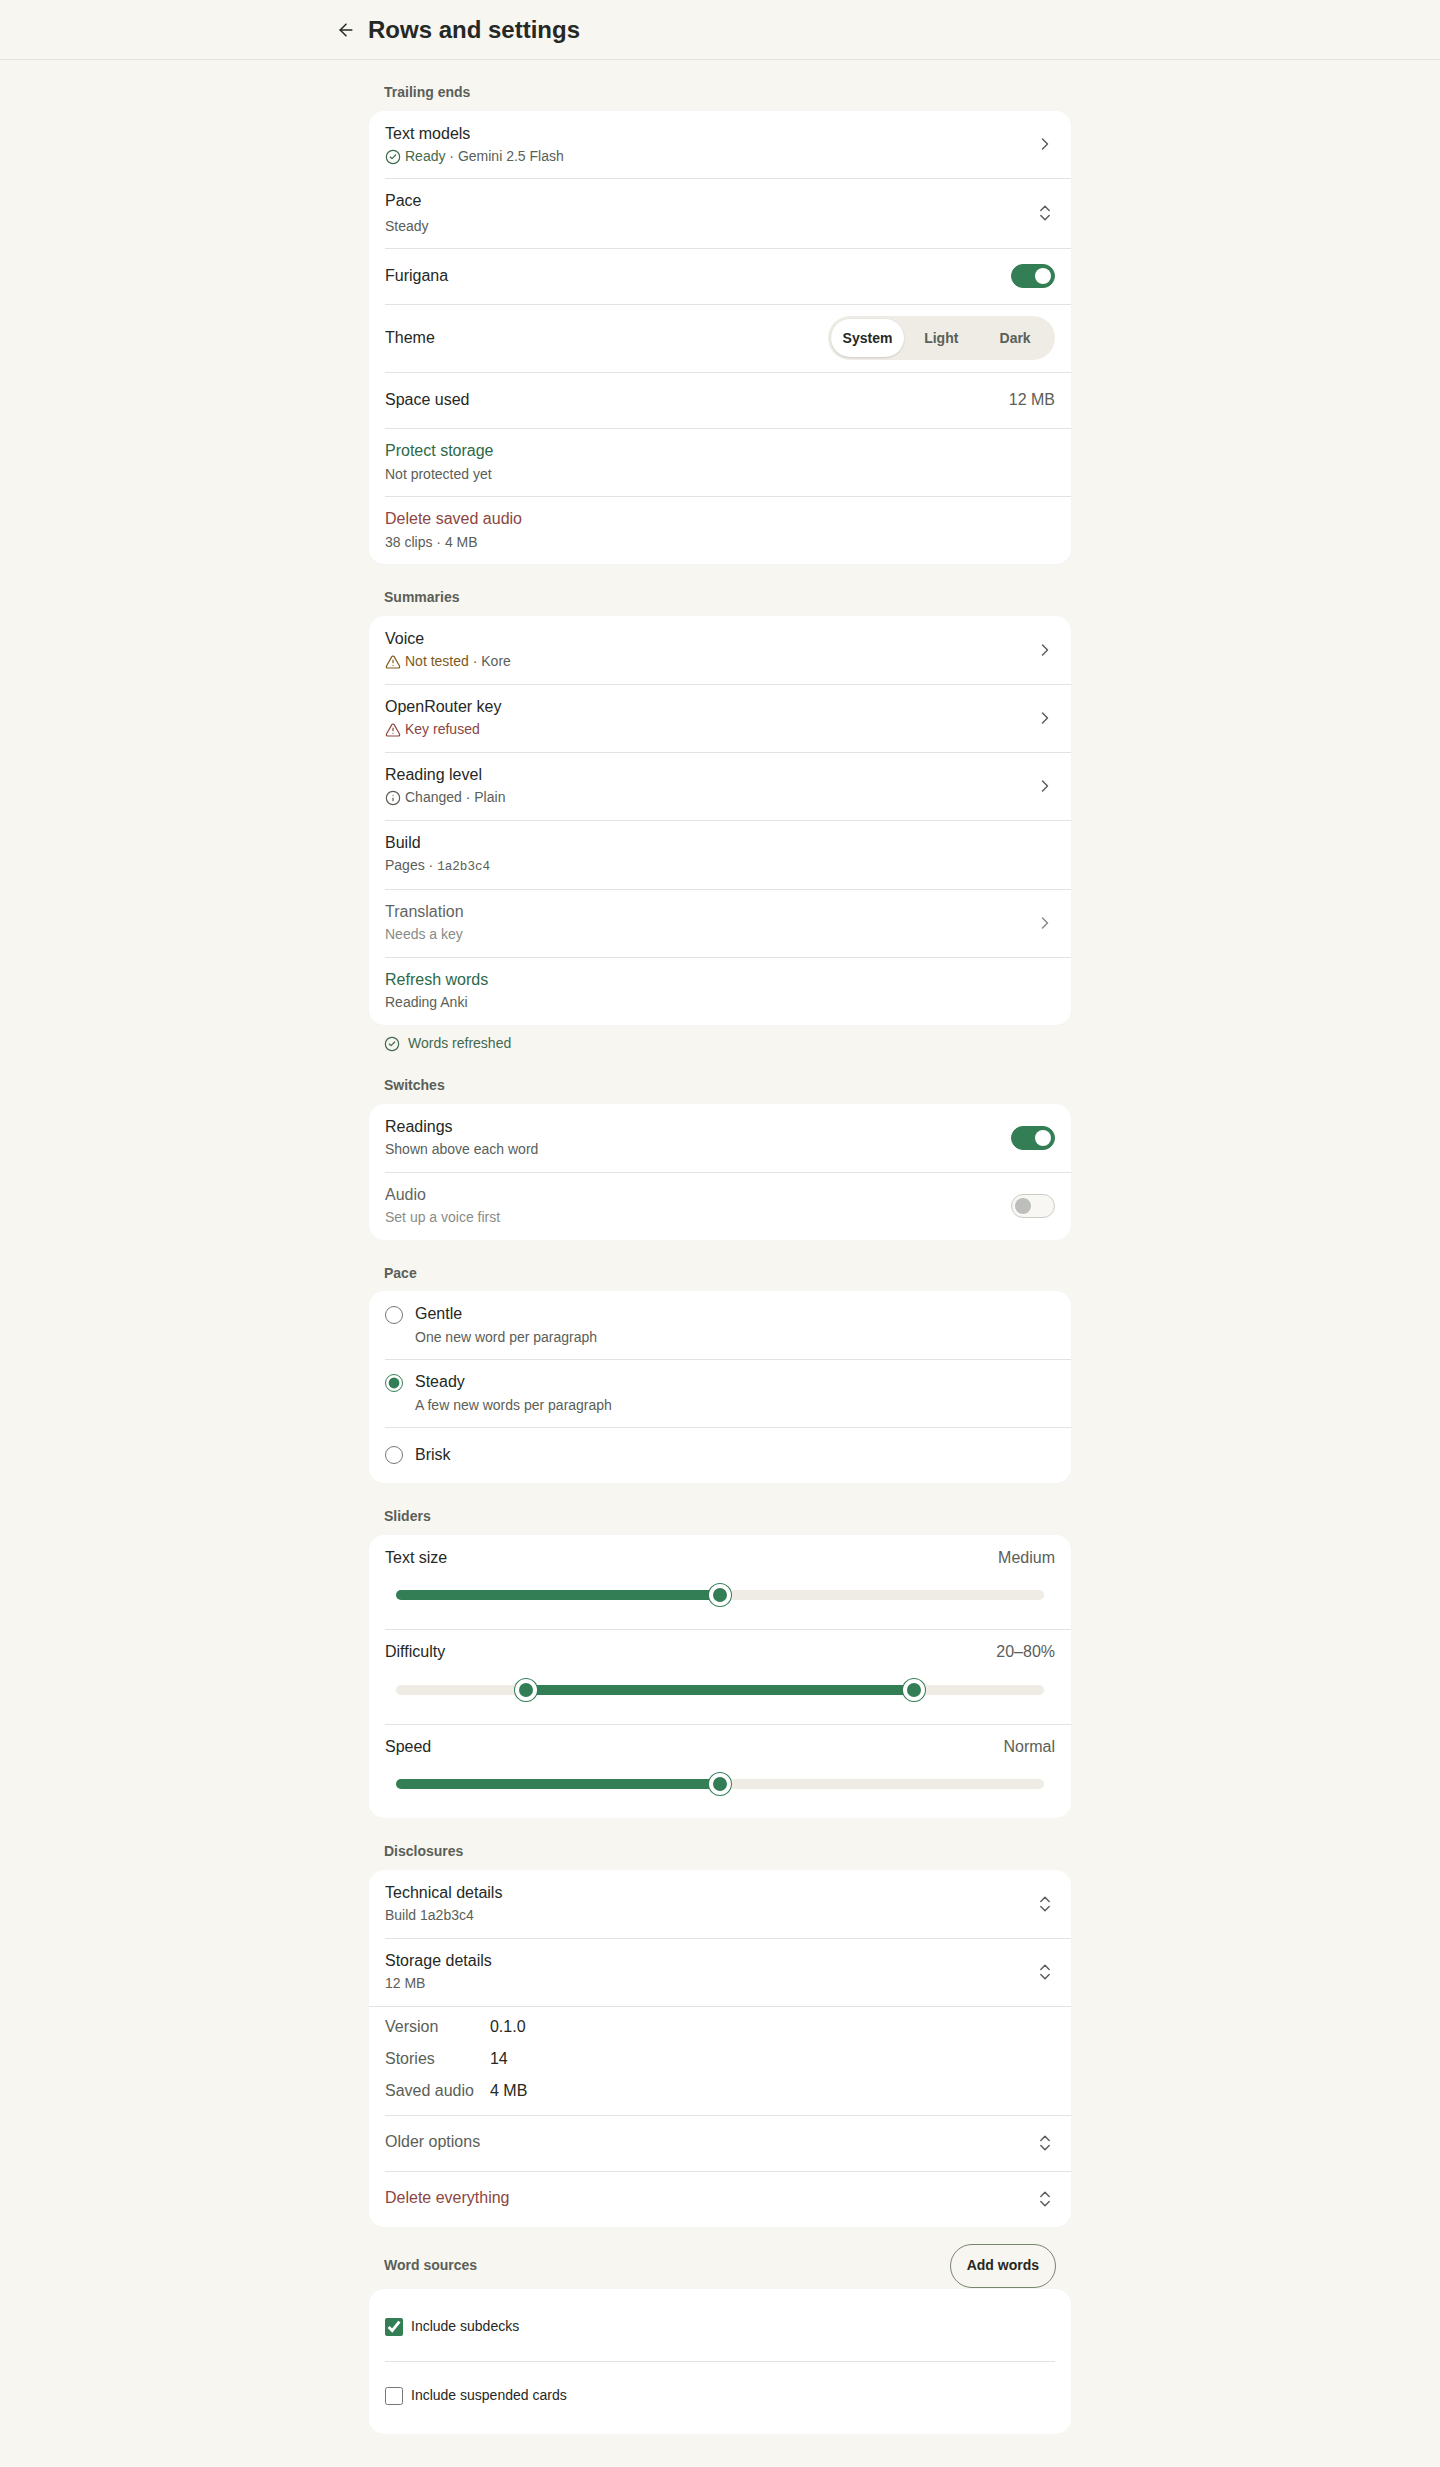 Rows and settings
Trailing ends
Text models
Ready · Gemini 2.5 Flash
Pace
Steady
Furigana
Theme System Light Dark
Space used 12 MB
Protect storage
Not protected yet
Delete saved audio
38 clips · 4 MB
Summaries
Voice
Not tested · Kore
OpenRouter key
Key refused
Reading level
Changed · Plain
Build
Pages · 1a2b3c4
Translation
Needs a key
Refresh words
Reading Anki
Words refreshed
Switches
Readings
Shown above each word
Audio
Set up a voice first
Pace
Gentle
One new word per paragraph
Steady
A few new words per paragraph
Brisk
Sliders
Text size Medium
Difficulty 20–80%
Speed Normal
Disclosures
Technical details
Build 1a2b3c4
Storage details
12 MB
Version 0.1.0
Stories 14
Saved audio 4 MB
Older options
Delete everything
Word sources Add words
Include subdecks
Include suspended cards